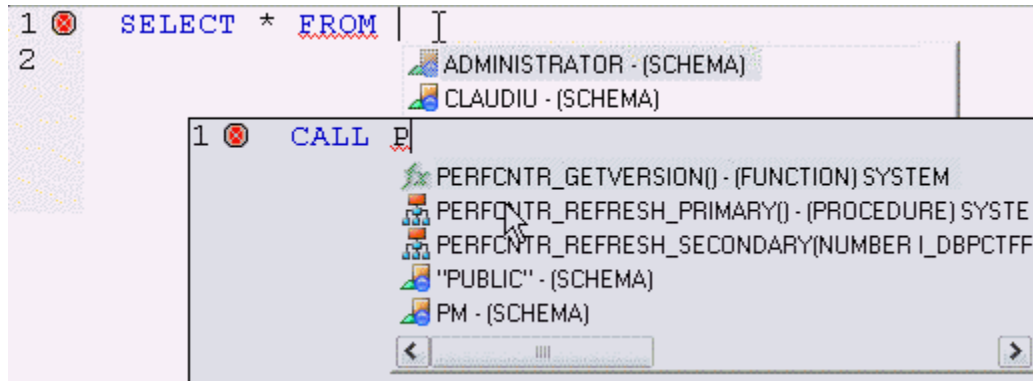 1 SELECT * FROM
2
ADMINISTRATOR - (SCHEMA)
CLAUDIU - (SCHEMA)
1 CALL P
fx PERFCNTR_GETVERSION() - (FUNCTION) SYSTEM
PERFCNTR_REFRESH_PRIMARY() - (PROCEDURE) SYSTE
PERFCNTR_REFRESH_SECONDARY(NUMBER I_DBPCTFF
"PUBLIC" - (SCHEMA)
PM - (SCHEMA)